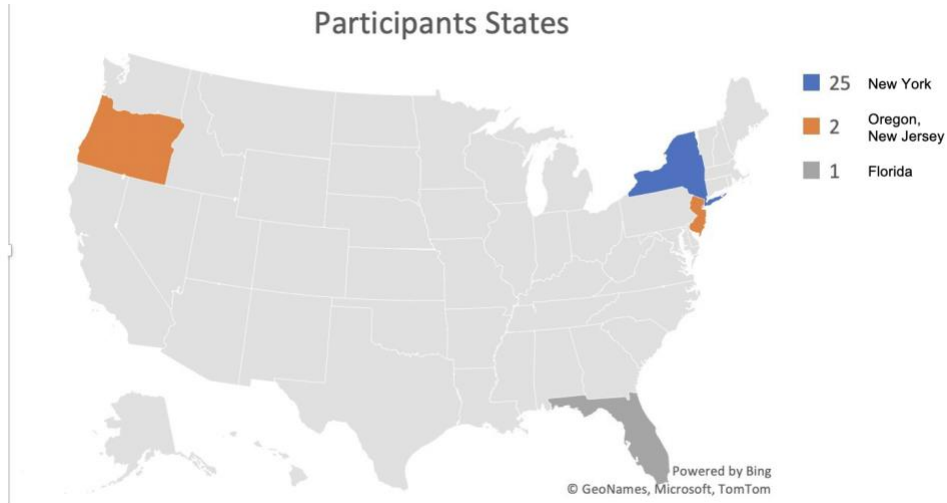 Participants States
25 New York
2 Oregon,
New Jersey
1 Florida
Powered by Bing
© GeoNames, Microsoft, TomTom